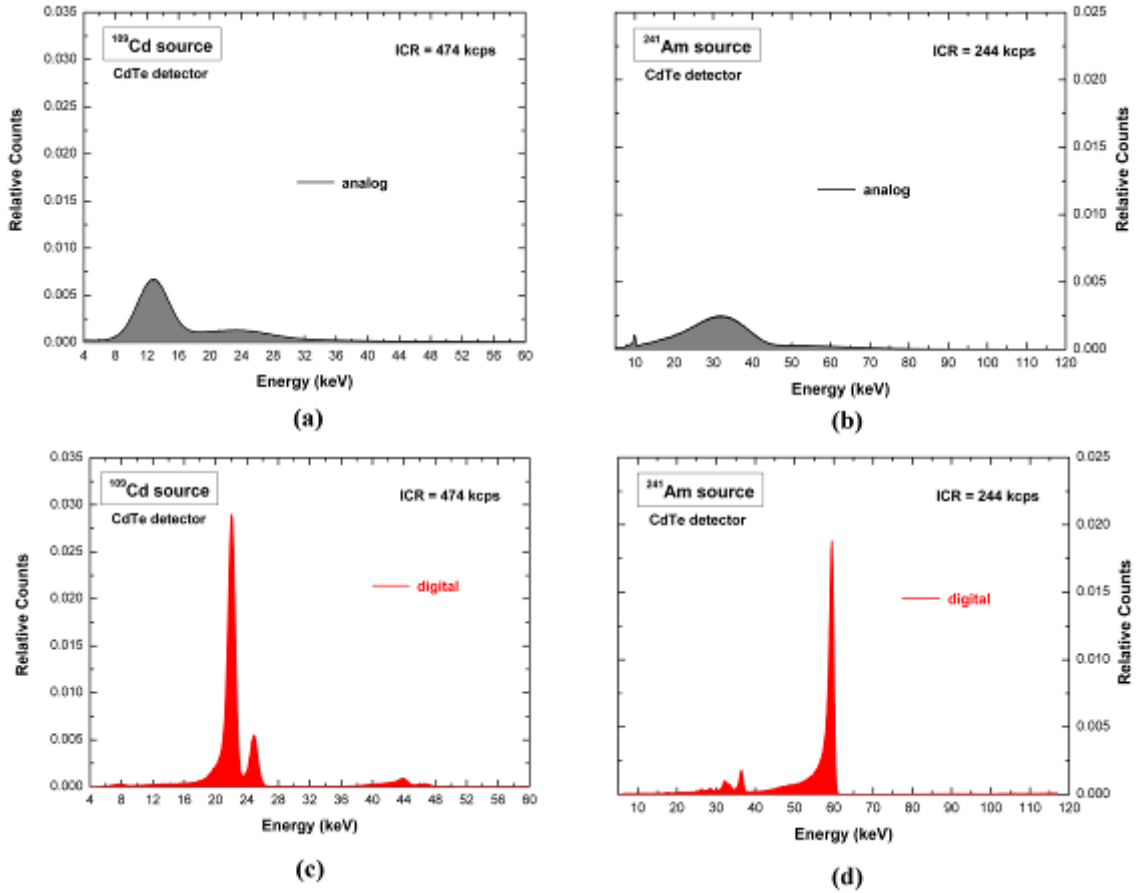 0.035
0.030
0.025
0.020
0.015
0.010
0.005
0.000
Relative Counts
¹⁰⁹Cd source
CdTe detector
ICR = 474 kcps
analog
4 8 12 16 20 24 28 32 36 40 44 48 52 56 60
Energy (keV)
(a)
²⁴¹Am source
CdTe detector
ICR = 244 kcps
analog
0.025
0.020
0.015
0.010
0.005
0.000
Relative Counts
10 20 30 40 50 60 70 80 90 100 110 120
Energy (keV)
(b)
0.035
0.030
0.025
0.020
0.015
0.010
0.005
0.000
Relative Counts
¹⁰⁹Cd source
CdTe detector
ICR = 474 kcps
digital
4 8 12 16 20 24 28 32 36 40 44 48 52 56 60
Energy (keV)
(c)
²⁴¹Am source
CdTe detector
ICR = 244 kcps
digital
0.025
0.020
0.015
0.010
0.005
0.000
Relative Counts
10 20 30 40 50 60 70 80 90 100 110 120
Energy (keV)
(d)